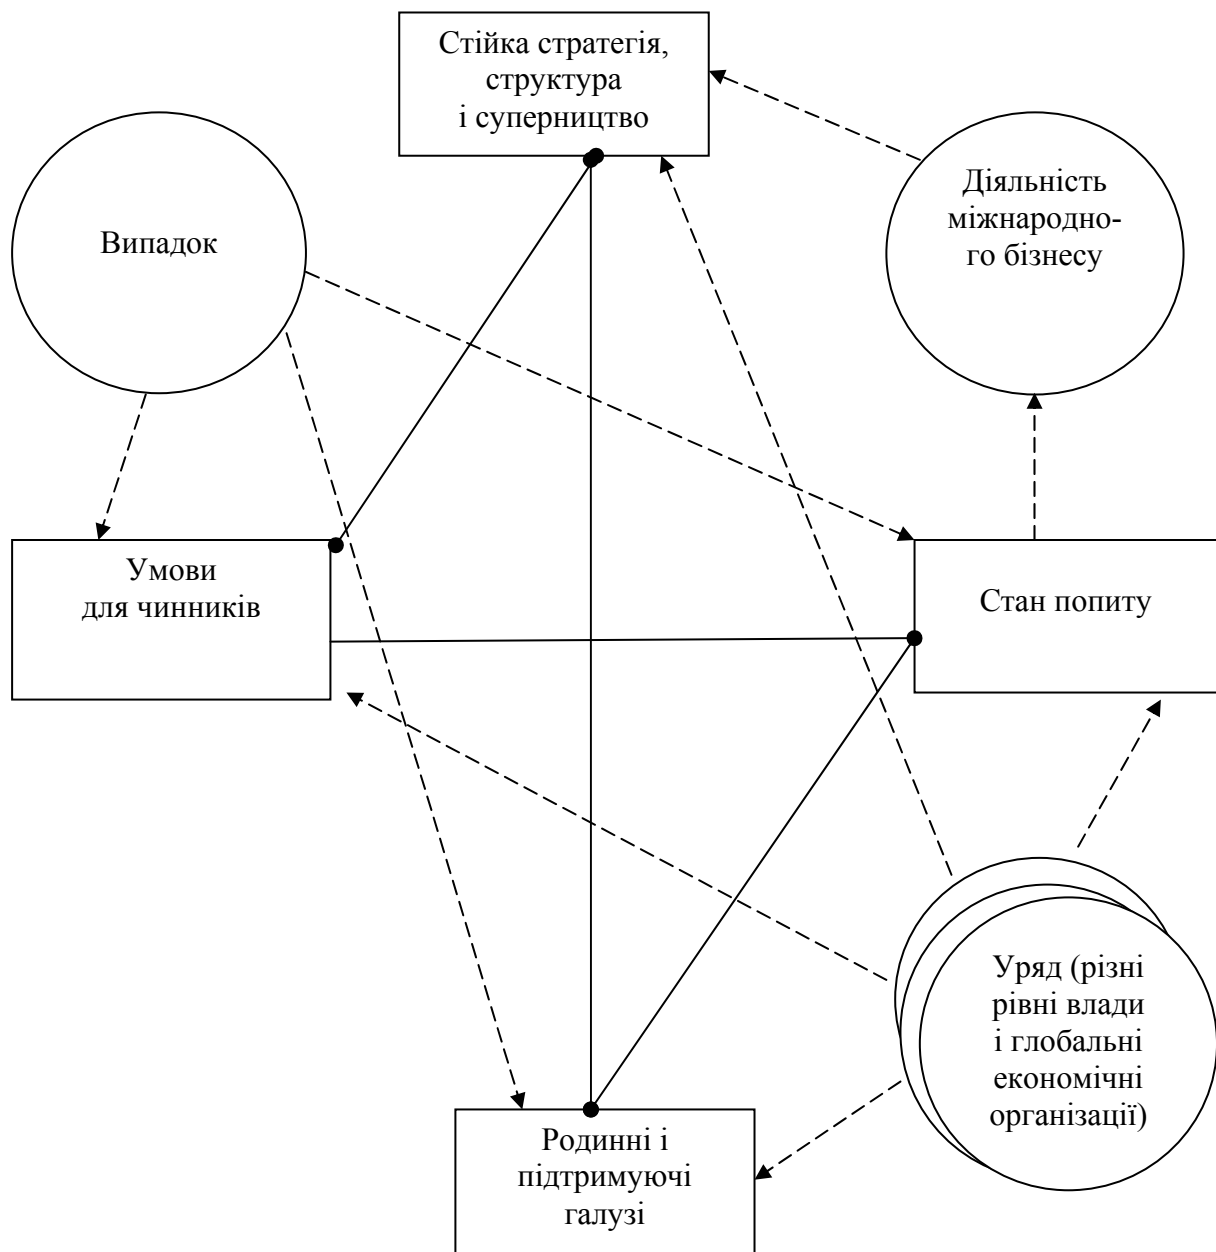 Стійка стратегія,
структура
і суперництво
Випадок
Діяльність
міжнародно-
го бізнесу
Умови
для чинників
Стан попиту
Уряд (різні
рівні влади
і глобальні
економічні
організації)
Родинні і
підтримуючі
галузі